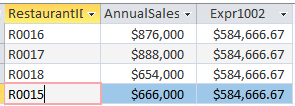 RestaurantID AnnualSales Expr1002
R0016 $876,000 $584,666.67
R0017 $888,000 $584,666.67
R0018 $654,000 $584,666.67
R0015 $666,000 $584,666.67